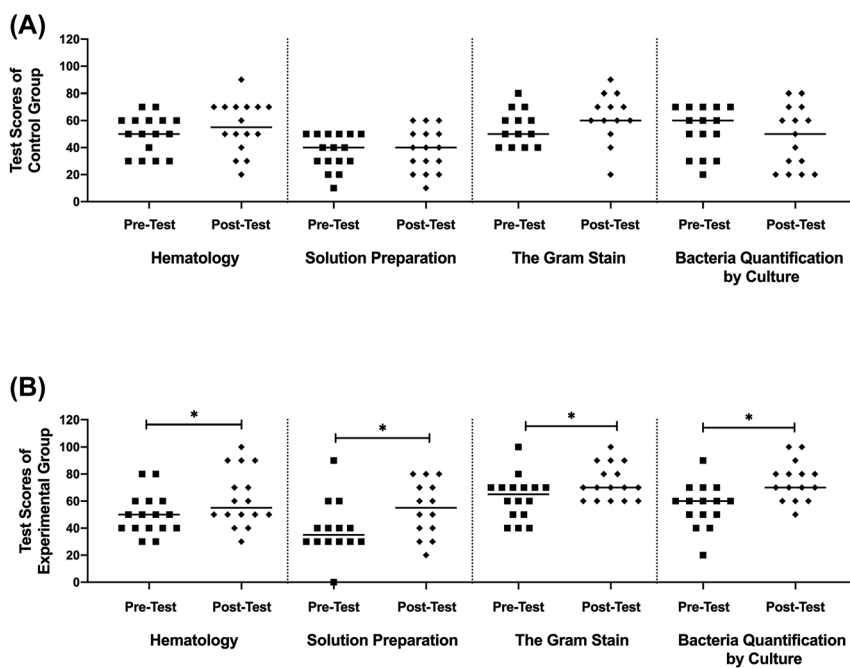 (A)
Test Scores of
Control Group
120
100
80
60
40
20
0
Pre-Test Post-Test Pre-Test Post-Test Pre-Test Post-Test Pre-Test Post-Test
Hematology Solution Preparation The Gram Stain Bacteria Quantification
by Culture
(B)
Test Scores of
Experimental Group
120
100
80
60
40
20
0
* * * *
Pre-Test Post-Test Pre-Test Post-Test Pre-Test Post-Test Pre-Test Post-Test
Hematology Solution Preparation The Gram Stain Bacteria Quantification
by Culture